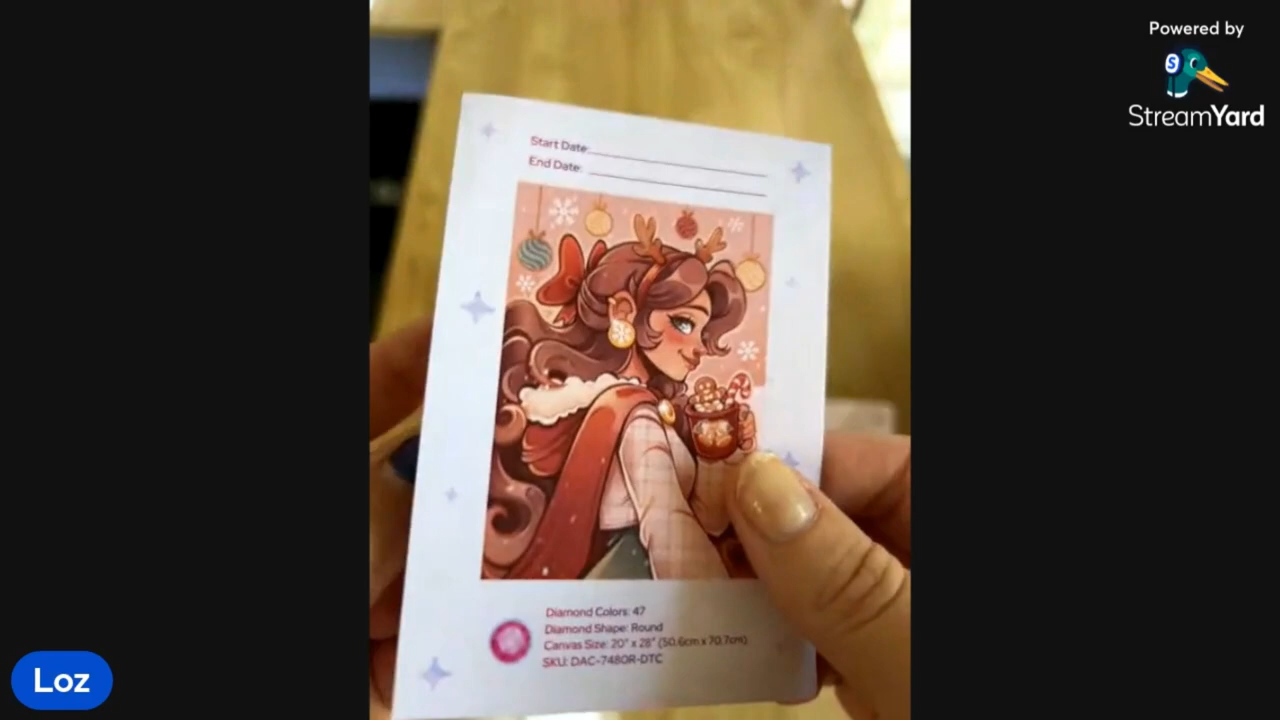 Powered by
StreamYard
Start Date:
End Date:
Diamond Colors: 47
Diamond Shape: Round
Canvas Size: 20" x 28" (50.6cm x 70.7cm)
SKU: DAC-7480R-DTC
Loz